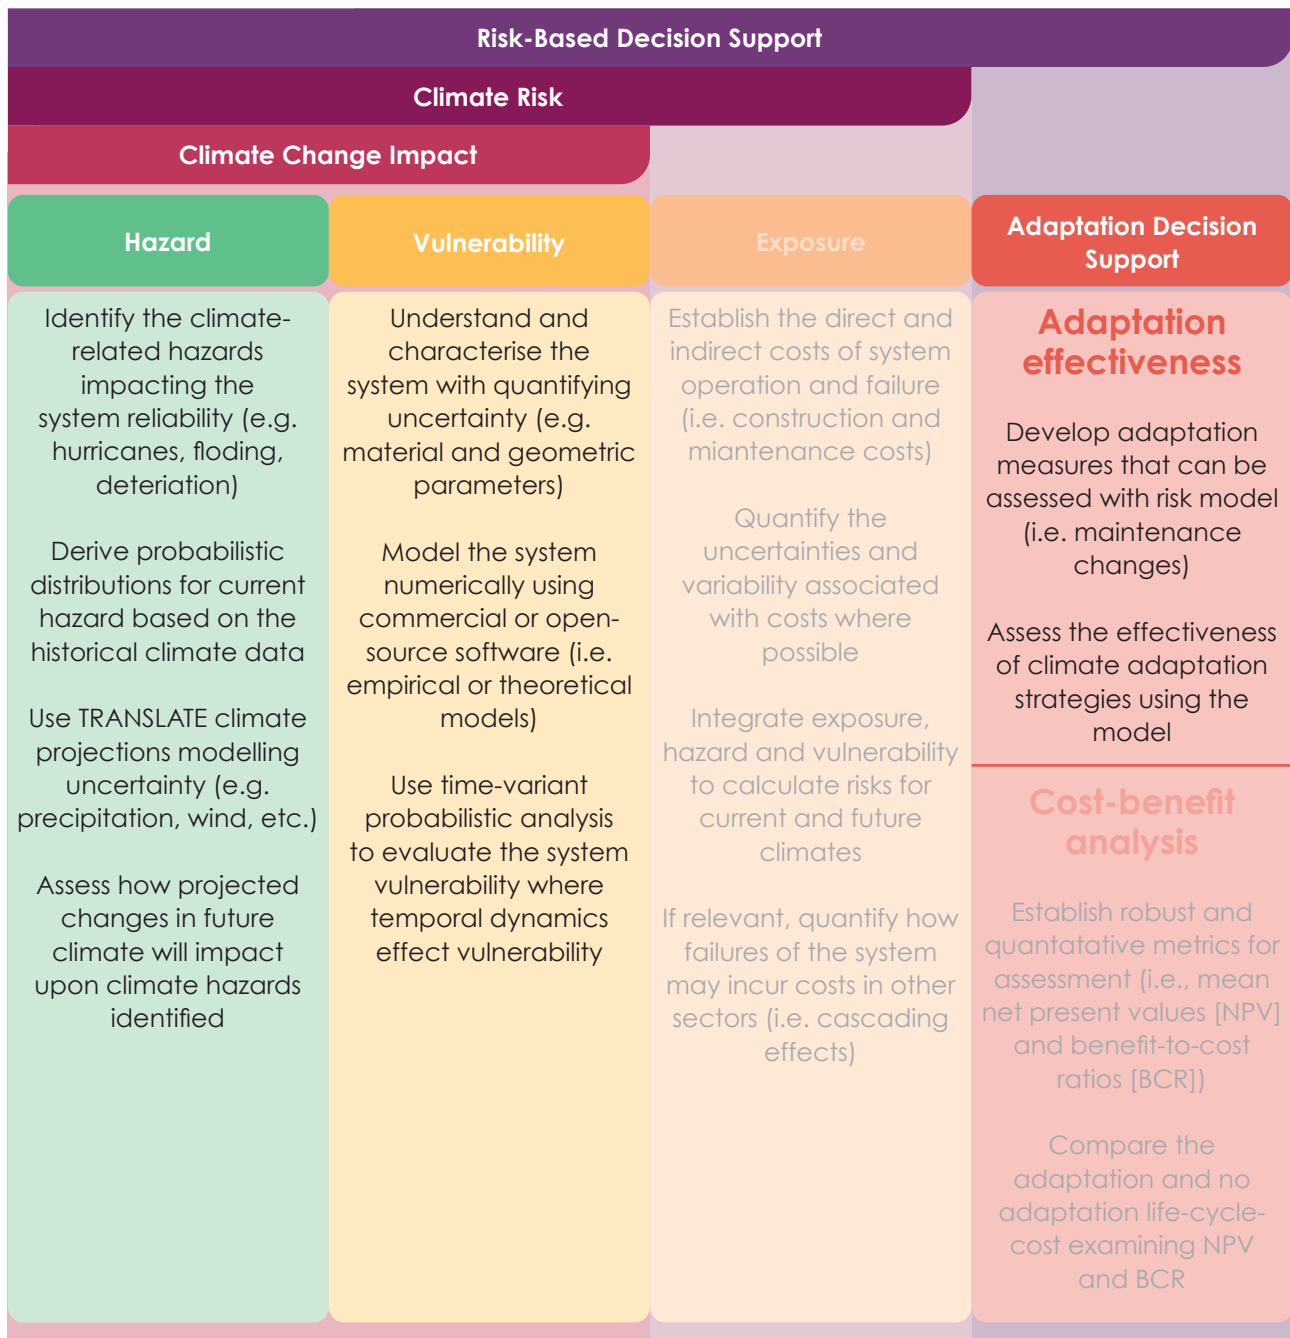 Risk-Based Decision Support
Climate Risk
Climate Change Impact
Hazard
Identify the climate-
related hazards
impacting the
system reliability (e.g.
hurricanes, floding,
deteriation)
Derive probabilistic
distributions for current
hazard based on the
historical climate data
Use TRANSLATE climate
projections modelling
uncertainty (e.g.
precipitation, wind, etc.)
Assess how projected
changes in future
climate will impact
upon climate hazards
identified
Vulnerability
Understand and
characterise the
system with quantifying
uncertainty (e.g.
material and geometric
parameters)
Model the system
numerically using
commercial or open-
source software (i.e.
empirical or theoretical
models)
Use time-variant
probabilistic analysis
to evaluate the system
vulnerability where
temporal dynamics
effect vulnerability
Exposure
Establish the direct and
indirect costs of system
operation and failure
(i.e. construction and
miantenance costs)
Quantify the
uncertainties and
variability associated
with costs where
possible
Integrate exposure,
hazard and vulnerability
to calculate risks for
current and future
climates
If relevant, quantify how
failures of the system
may incur costs in other
sectors (i.e. cascading
effects)
Adaptation Decision
Support
Adaptation
effectiveness
Develop adaptation
measures that can be
assessed with risk model
(i.e. maintenance
changes)
Assess the effectiveness
of climate adaptation
strategies using the
model
Cost-benefit
analysis
Establish robust and
quantatative metrics for
assessment (i.e., mean
net present values [NPV]
and benefit-to-cost
ratios [BCR])
Compare the
adaptation and no
adaptation life-cycle-
cost examining NPV
and BCR